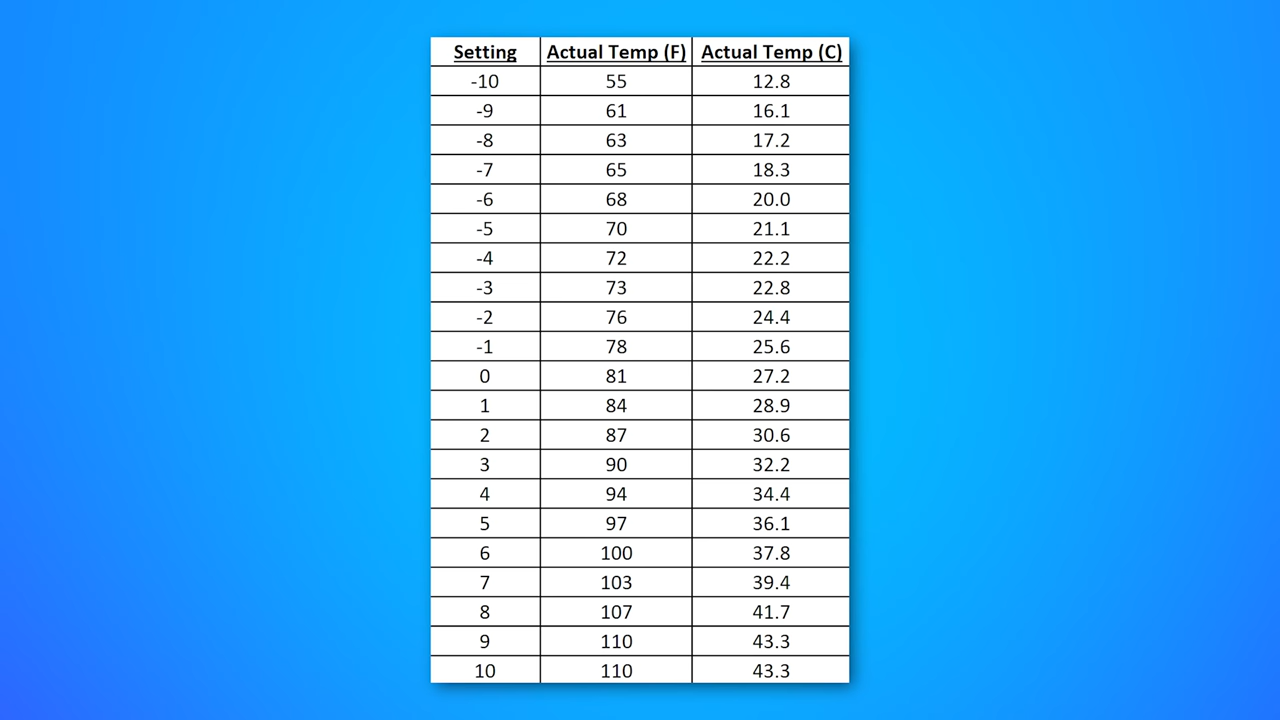 Setting Actual Temp (F) Actual Temp (C)
-10 55 12.8
-9 61 16.1
-8 63 17.2
-7 65 18.3
-6 68 20.0
-5 70 21.1
-4 72 22.2
-3 73 22.8
-2 76 24.4
-1 78 25.6
0 81 27.2
1 84 28.9
2 87 30.6
3 90 32.2
4 94 34.4
5 97 36.1
6 100 37.8
7 103 39.4
8 107 41.7
9 110 43.3
10 110 43.3